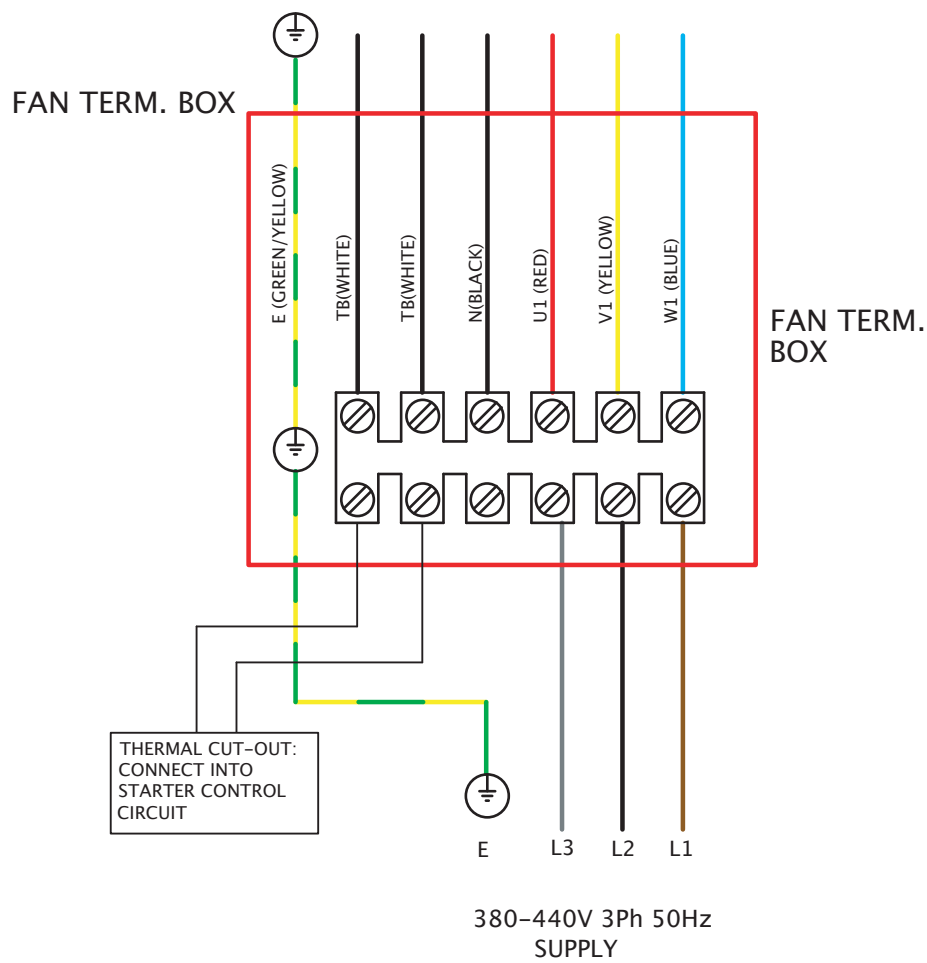 FAN TERM. BOX
E (GREEN/YELLOW)
TB(WHITE)
TB(WHITE)
N(BLACK)
U1 (RED)
V1 (YELLOW)
W1 (BLUE)
FAN TERM.
BOX
THERMAL CUT-OUT:
CONNECT INTO
STARTER CONTROL
CIRCUIT
E
L3
L2
L1
380-440V 3Ph 50Hz
SUPPLY